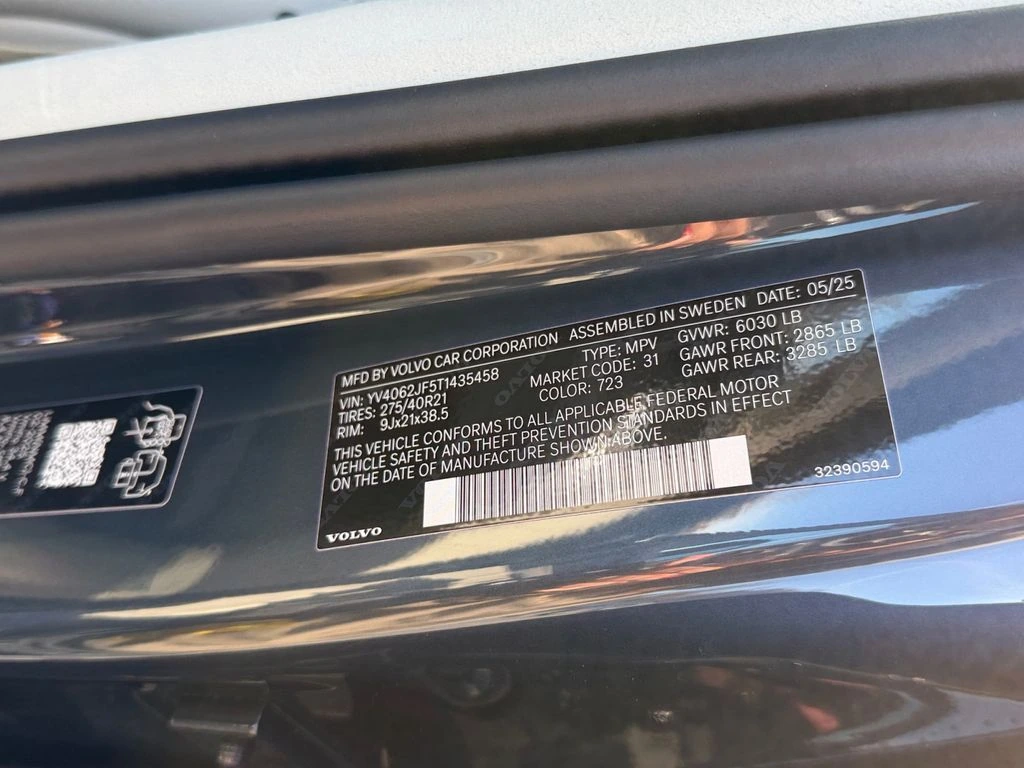 MFD BY VOLVO CAR CORPORATION ASSEMBLED IN SWEDEN DATE: 05/25
VIN: YV4062JF5T1435458 TYPE: MPV GVWR: 6030 LB
TIRES: 275/40R21 MARKET CODE: 31 GAWR FRONT: 2865 LB
RIM: 9Jx21x38.5 COLOR: 723 GAWR REAR: 3285 LB
THIS VEHICLE CONFORMS TO ALL APPLICABLE FEDERAL MOTOR
VEHICLE SAFETY AND THEFT PREVENTION STANDARDS IN EFFECT
ON THE DATE OF MANUFACTURE SHOWN ABOVE.
VOLVO 32390594